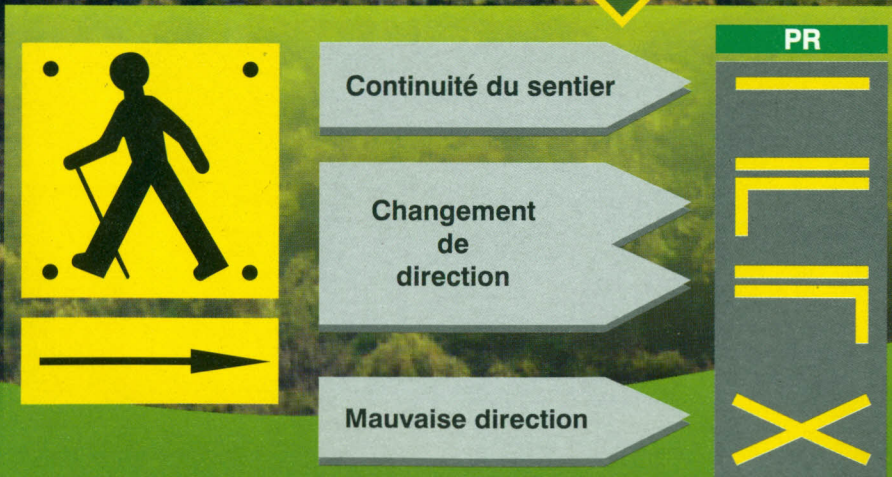 PR
Continuité du sentier
Changement
de
direction
Mauvaise direction